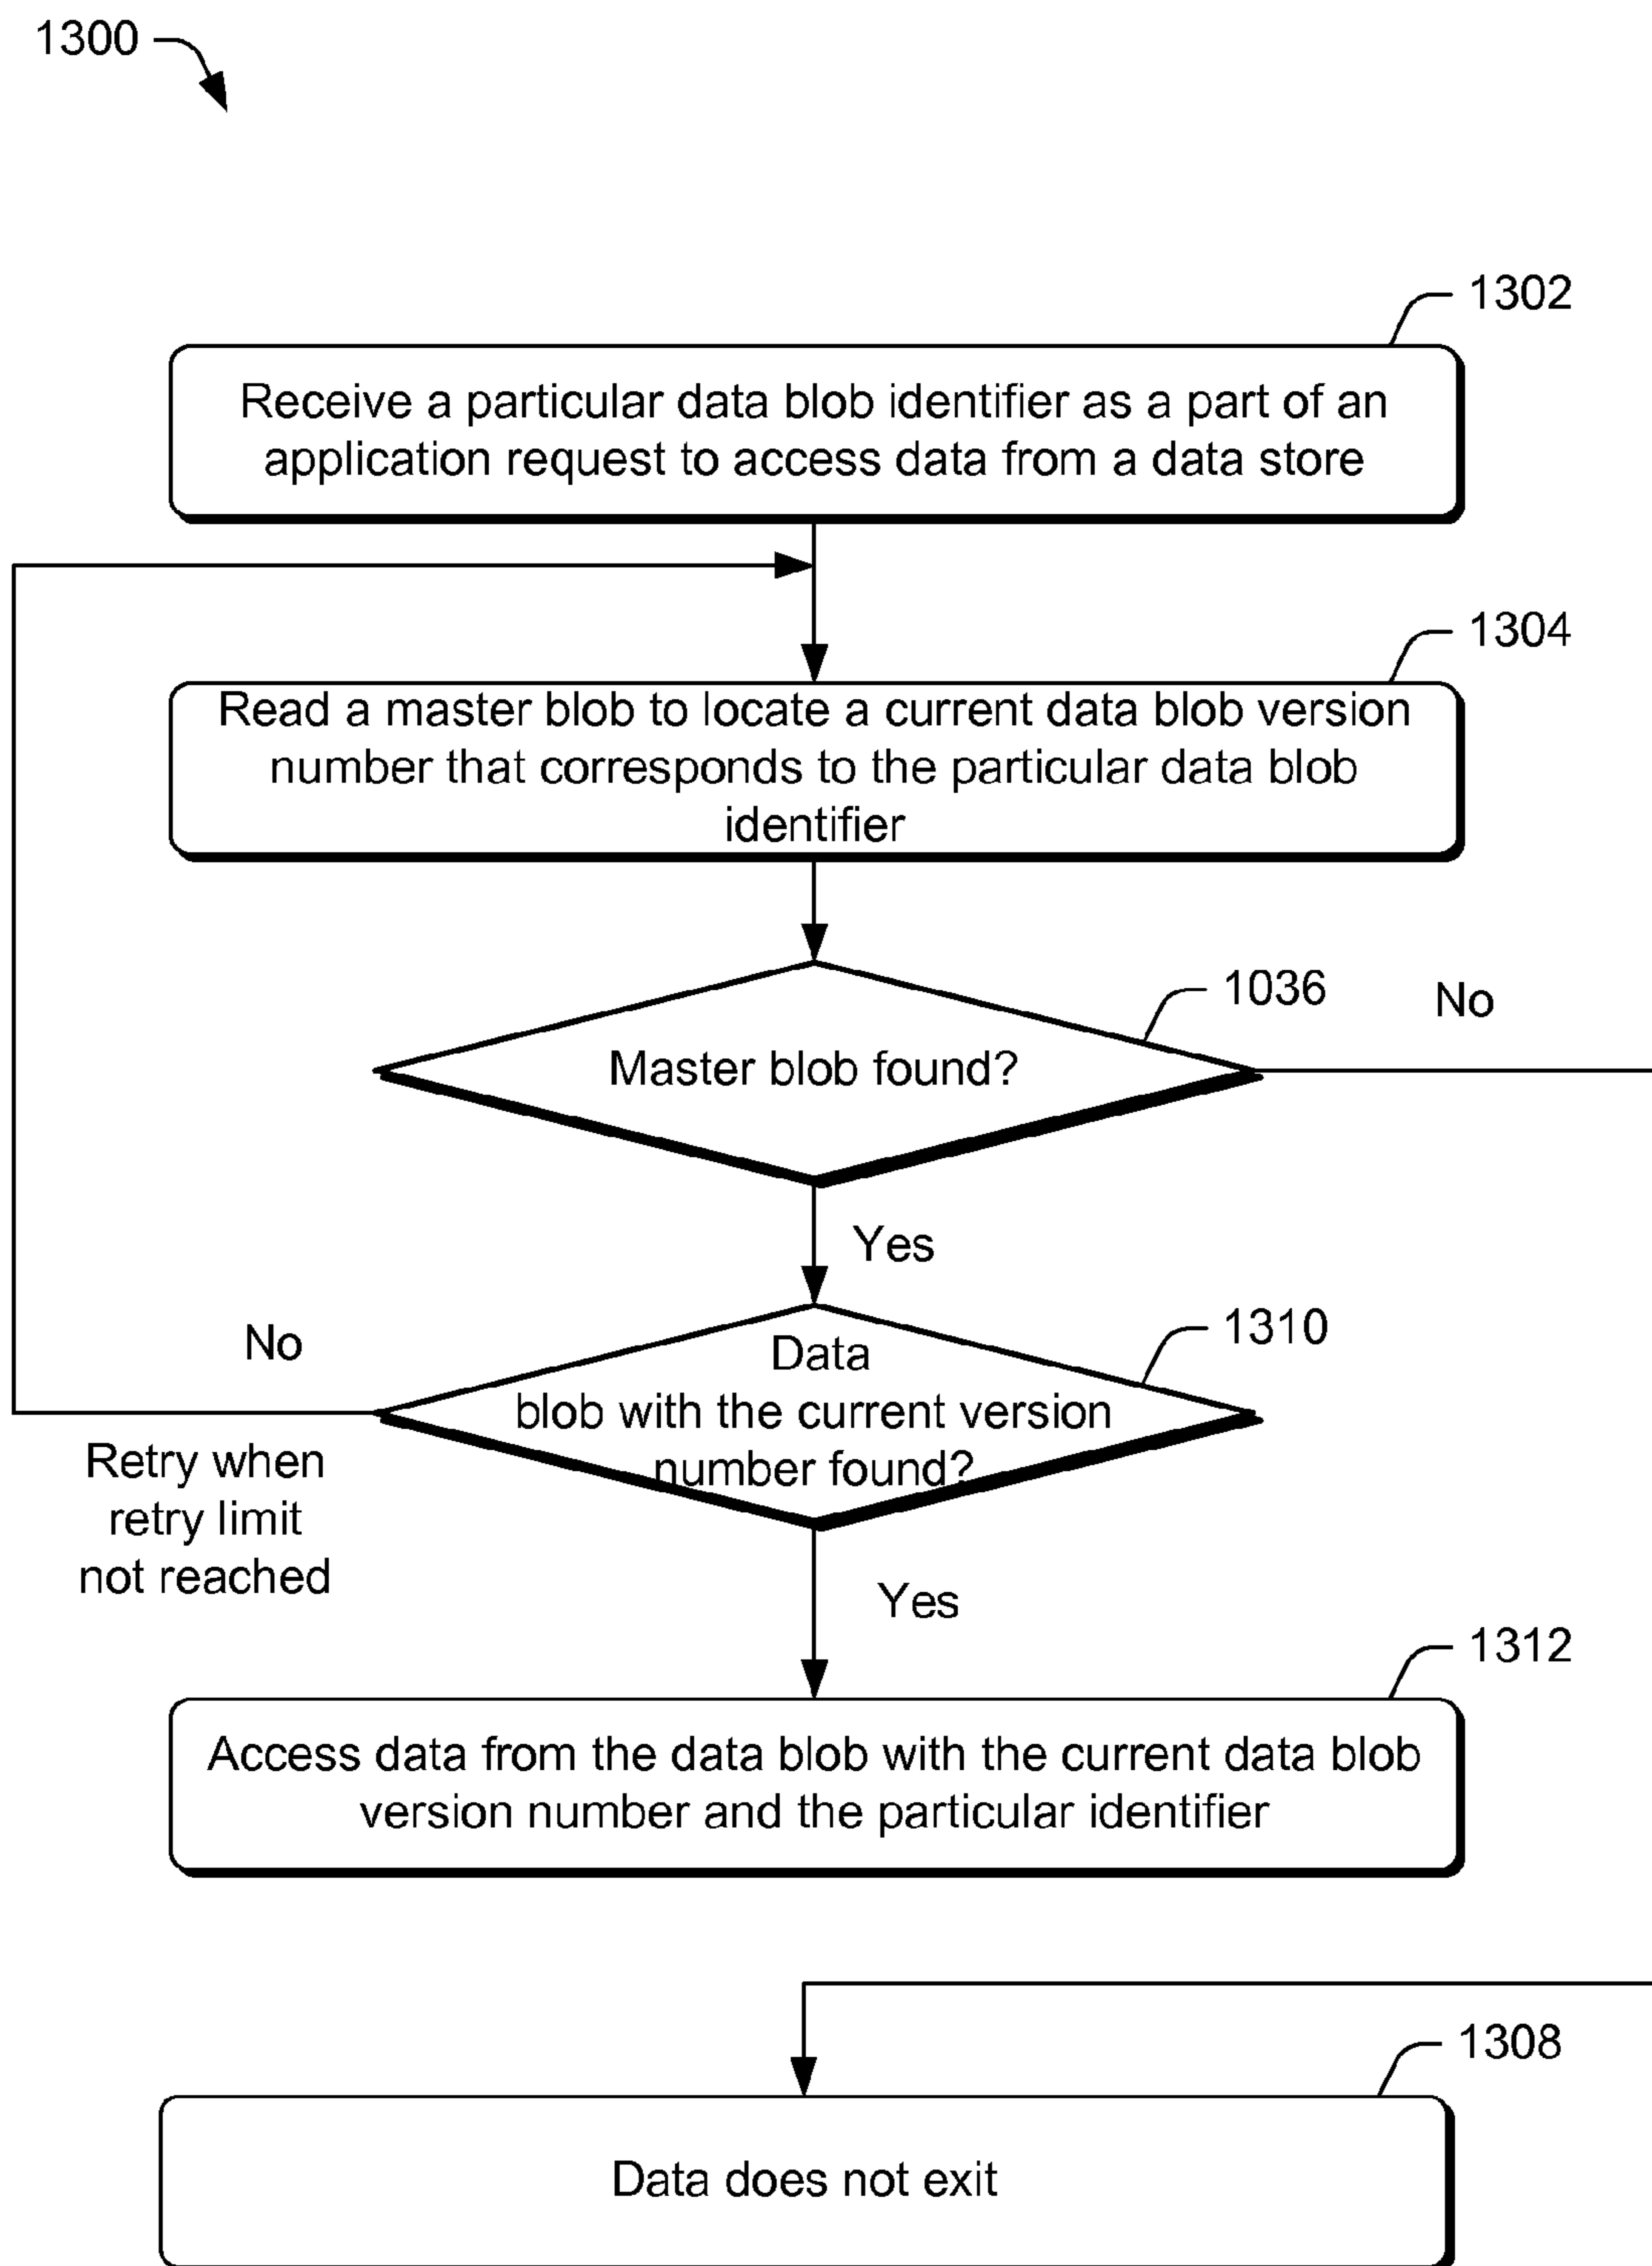 1300
1302
Receive a particular data blob identifier as a part of an
application request to access data from a data store
1304
Read a master blob to locate a current data blob version
number that corresponds to the particular data blob
identifier
1036
No
Master blob found?
Yes
1310
No
Data
blob with the current version
number found?
Retry when
retry limit
not reached
Yes
1312
Access data from the data blob with the current data blob
version number and the particular identifier
1308
Data does not exit